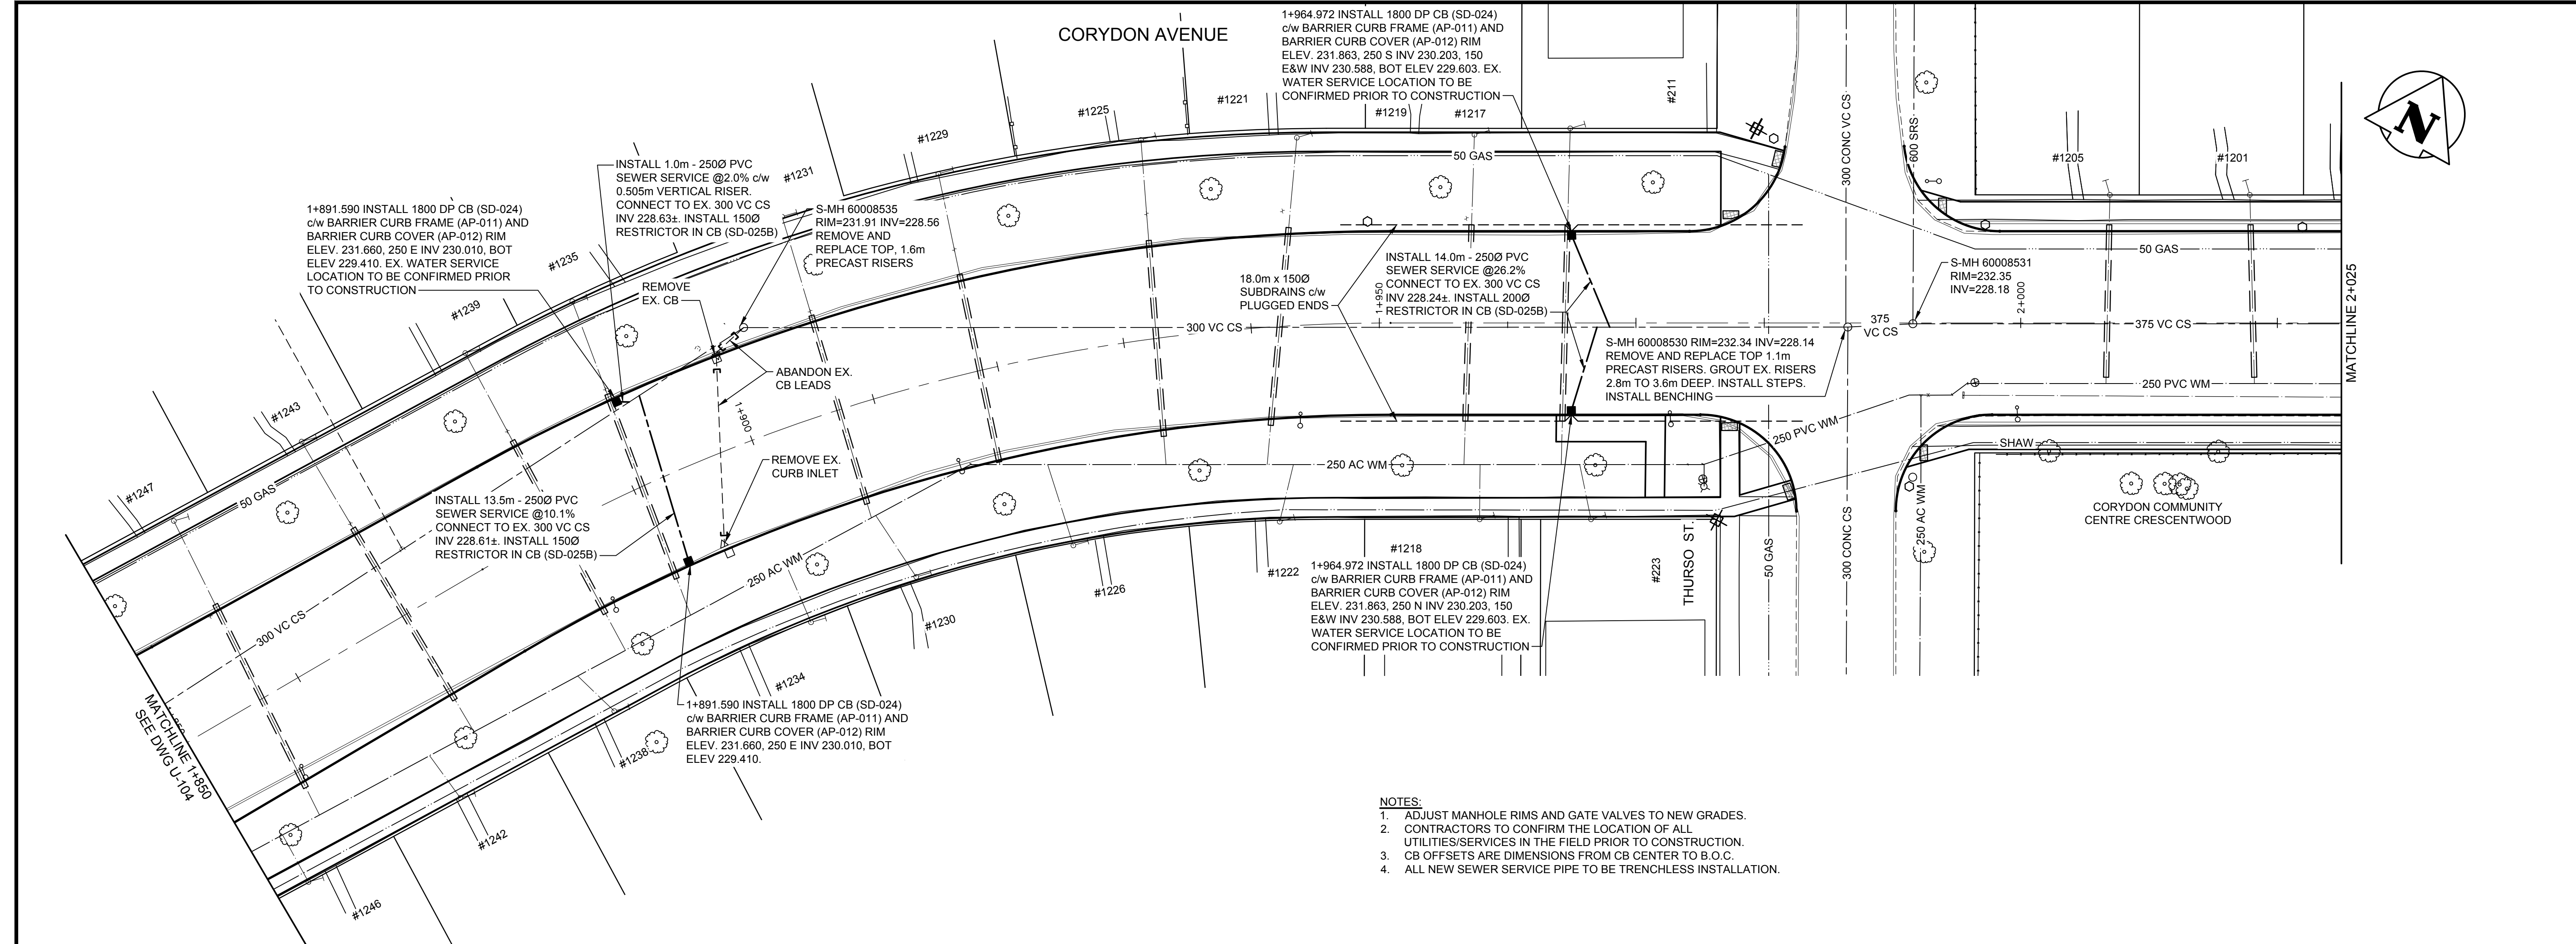 CORYDON AVENUE
1+964.972 INSTALL 1800 DP CB (SD-024)
c/w BARRIER CURB FRAME (AP-011) AND
BARRIER CURB COVER (AP-012) RIM
ELEV. 231.863, 250 S INV 230.203, 150
E&W INV 230.588, BOT ELEV 229.603. EX.
WATER SERVICE LOCATION TO BE
CONFIRMED PRIOR TO CONSTRUCTION
#1231
#1229
#1225
#1221
#1219
#1217
#211
300 CONC VC CS
600 SRS
#1205
#1201
N
INSTALL 1.0m - 250Ø PVC
SEWER SERVICE @2.0% c/w
0.505m VERTICAL RISER.
CONNECT TO EX. 300 VC CS
INV 228.63±. INSTALL 150Ø
RESTRICTOR IN CB (SD-025B)
1+891.590 INSTALL 1800 DP CB (SD-024)
c/w BARRIER CURB FRAME (AP-011) AND
BARRIER CURB COVER (AP-012) RIM
ELEV. 231.660, 250 E INV 230.010, BOT
ELEV 229.410. EX. WATER SERVICE
LOCATION TO BE CONFIRMED PRIOR
TO CONSTRUCTION
S-MH 60008535
RIM=231.91 INV=228.56
REMOVE AND
REPLACE TOP, 1.6m
PRECAST RISERS
50 GAS
50 GAS
#1235
#1239
#1243
#1247
50 GAS
REMOVE
EX. CB
18.0m x 150Ø
SUBDRAINS c/w
PLUGGED ENDS
1+950
INSTALL 14.0m - 250Ø PVC
SEWER SERVICE @26.2%
CONNECT TO EX. 300 VC CS
INV 228.24±. INSTALL 200Ø
RESTRICTOR IN CB (SD-025B)
S-MH 60008531
RIM=232.35
INV=228.18
2+000
MATCHLINE 2+025
300 VC CS
375
VC CS
375 VC CS
S-MH 60008530 RIM=232.34 INV=228.14
REMOVE AND REPLACE TOP 1.1m
PRECAST RISERS. GROUT EX. RISERS
2.8m TO 3.6m DEEP. INSTALL STEPS.
INSTALL BENCHING
ABANDON EX.
CB LEADS
1+900
250 PVC WM
250 PVC WM
REMOVE EX.
CURB INLET
250 AC WM
SHAW
INSTALL 13.5m - 250Ø PVC
SEWER SERVICE @10.1%
CONNECT TO EX. 300 VC CS
INV 228.61±. INSTALL 150Ø
RESTRICTOR IN CB (SD-025B)
CORYDON COMMUNITY
CENTRE CRESCENTWOOD
250 AC WM
250 AC WM
300 CONC CS
50 GAS
THURSO ST.
#223
300 VC CS
#1218
#1222
#1226
#1230
#1234
#1238
#1242
#1246
1+964.972 INSTALL 1800 DP CB (SD-024)
c/w BARRIER CURB FRAME (AP-011) AND
BARRIER CURB COVER (AP-012) RIM
ELEV. 231.863, 250 N INV 230.203, 150
E&W INV 230.588, BOT ELEV 229.603. EX.
WATER SERVICE LOCATION TO BE
CONFIRMED PRIOR TO CONSTRUCTION
1+891.590 INSTALL 1800 DP CB (SD-024)
c/w BARRIER CURB FRAME (AP-011) AND
BARRIER CURB COVER (AP-012) RIM
ELEV. 231.660, 250 E INV 230.010, BOT
ELEV 229.410.
MATCHLINE 1+850
SEE DWG U-104
NOTES:
1. ADJUST MANHOLE RIMS AND GATE VALVES TO NEW GRADES.
2. CONTRACTORS TO CONFIRM THE LOCATION OF ALL
UTILITIES/SERVICES IN THE FIELD PRIOR TO CONSTRUCTION.
3. CB OFFSETS ARE DIMENSIONS FROM CB CENTER TO B.O.C.
4. ALL NEW SEWER SERVICE PIPE TO BE TRENCHLESS INSTALLATION.